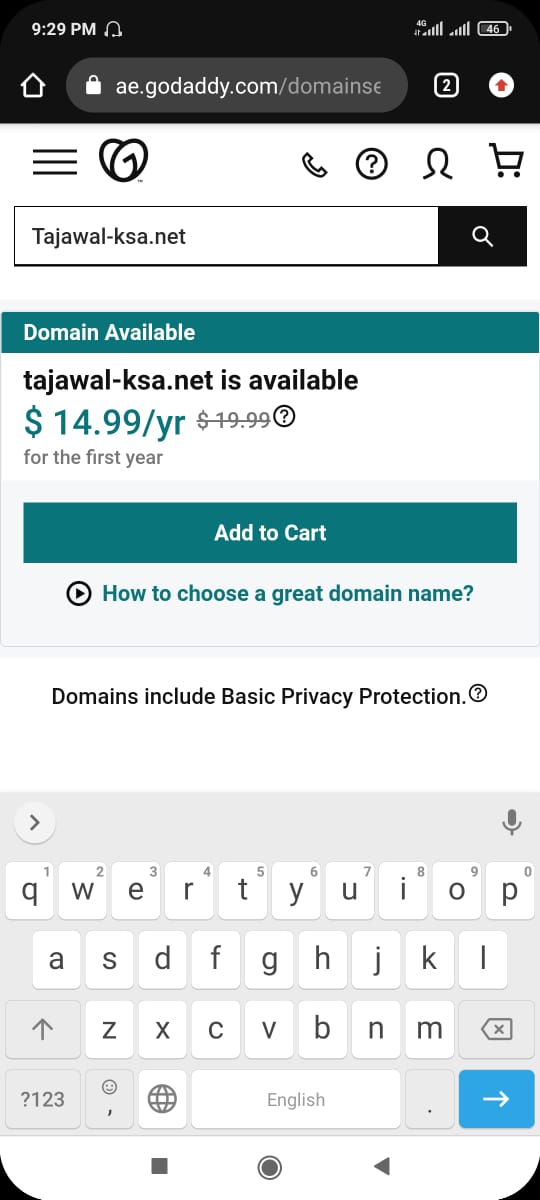 9:29 PM 4G 46
ae.godaddy.com/domainse 2
Tajawal-ksa.net
Domain Available
tajawal-ksa.net is available
$ 14.99/yr $ 19.99
for the first year
Add to Cart
How to choose a great domain name?
Domains include Basic Privacy Protection.
1 2 3 4 5 6 7 8 9 0
q w e r t y u i o p
a s d f g h j k l
z x c v b n m
?123 , English .